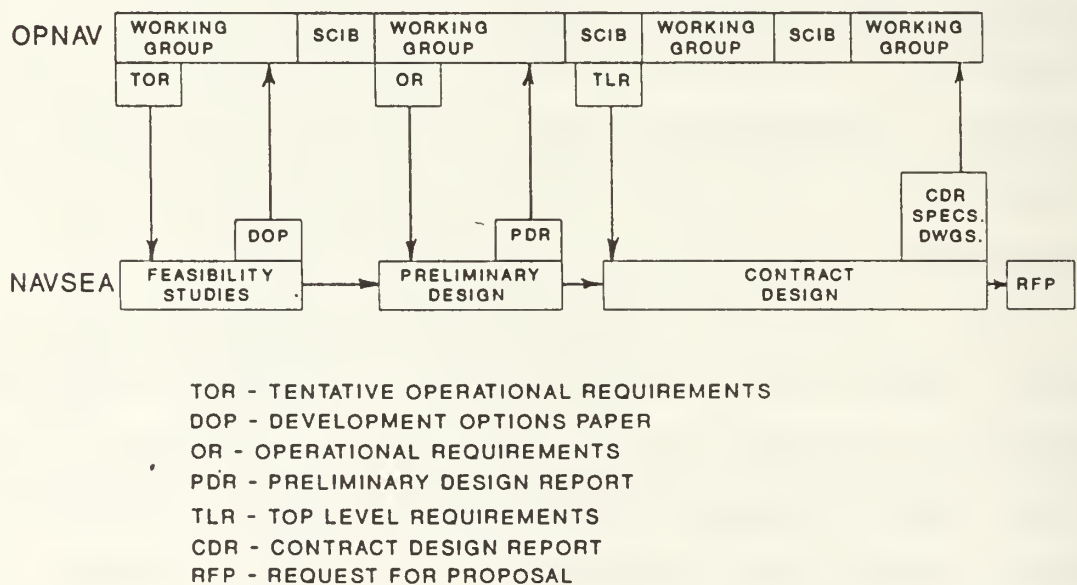 OPNAV
WORKING
GROUP
SCIB
WORKING
GROUP
SCIB
WORKING
GROUP
SCIB
WORKING
GROUP
TOR
OR
TLR
DOP
PDR
CDR
SPECS.
DWGS.
NAVSEA
FEASIBILITY
STUDIES
PRELIMINARY
DESIGN
CONTRACT
DESIGN
RFP
TOR - TENTATIVE OPERATIONAL REQUIREMENTS
DOP - DEVELOPMENT OPTIONS PAPER
OR - OPERATIONAL REQUIREMENTS
PDR - PRELIMINARY DESIGN REPORT
TLR - TOP LEVEL REQUIREMENTS
CDR - CONTRACT DESIGN REPORT
RFP - REQUEST FOR PROPOSAL